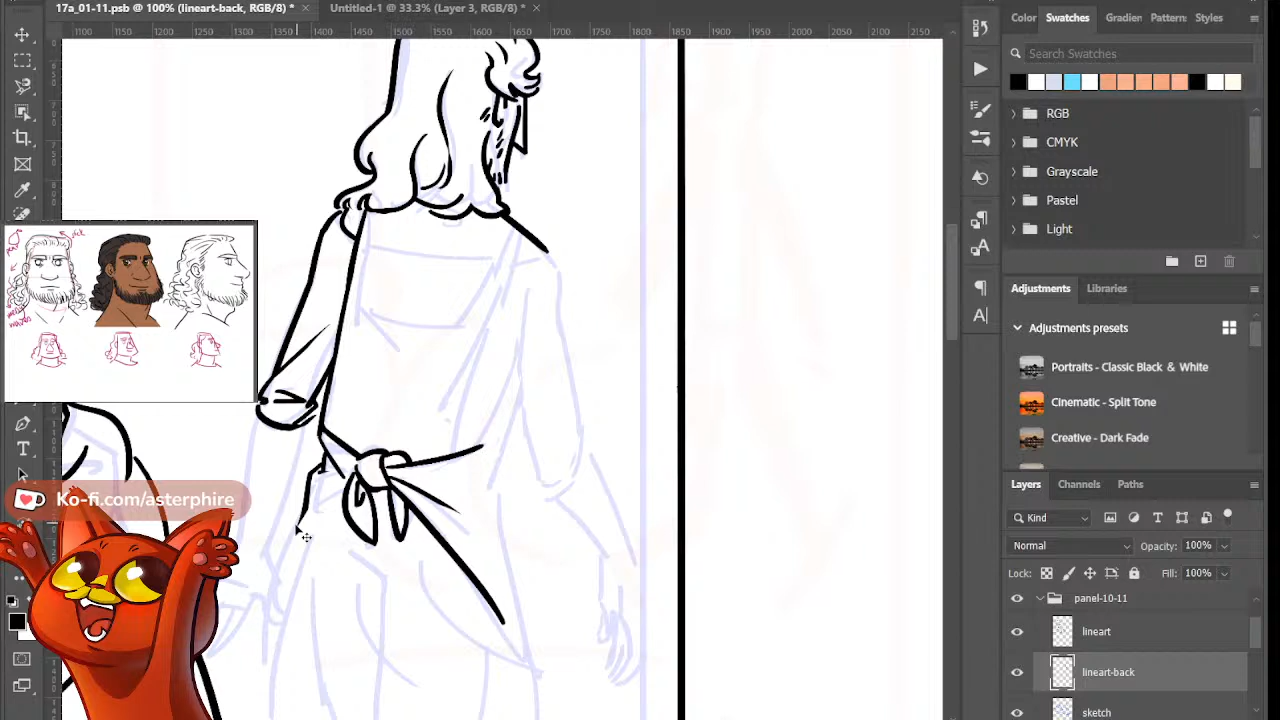 17a_01-11.psb @ 100% (lineart-back, RGB/8) *
Untitled-1 @ 33.3% (Layer 3, RGB/8) *
1100 1150 1200 1250 1300 1350 1400 1450 1500 1550 1600 1650 1700 1750 1800 1850 1900 1950 2000 2050 2100 2150
Color Swatches Gradien Pattern: Styles
Search Swatches
RGB
CMYK
Grayscale
Pastel
Light
Adjustments Libraries
Adjustments presets
Portraits - Classic Black & White
Cinematic - Split Tone
Creative - Dark Fade
Layers Channels Paths
Kind
Normal
Opacity: 100%
Lock:
Fill: 100%
panel-10-11
lineart
lineart-back
sketch
Ko-fi.com/asterphire